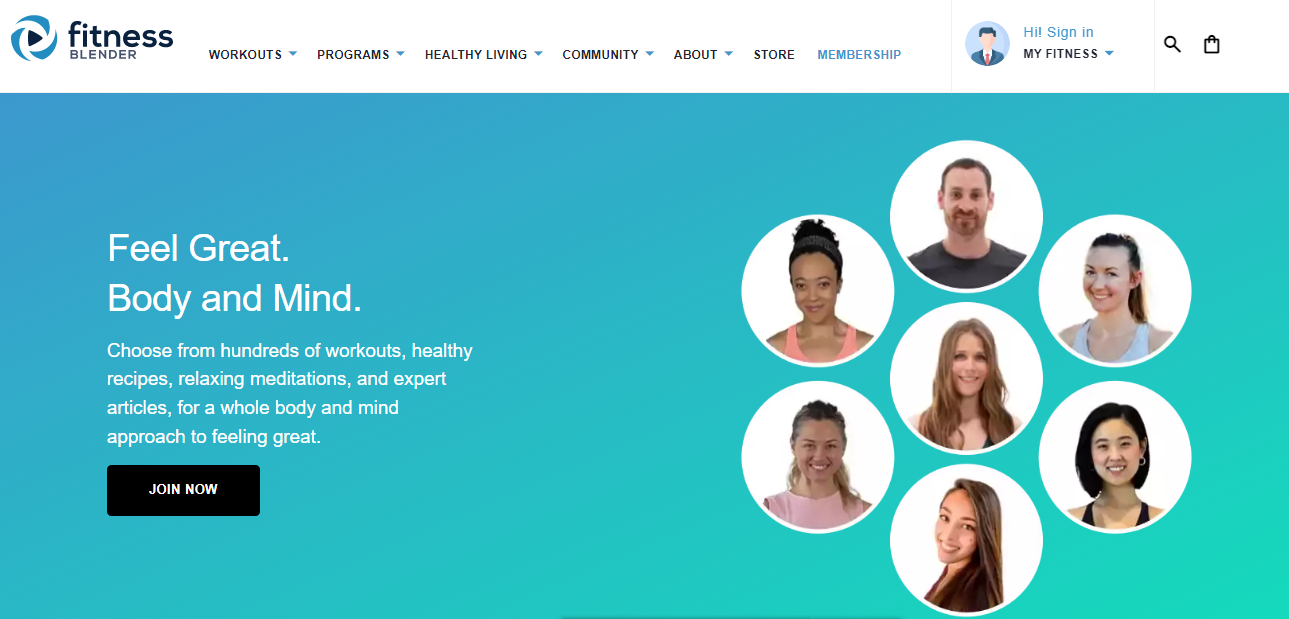 fitness
BLENDER
WORKOUTS PROGRAMS HEALTHY LIVING COMMUNITY ABOUT STORE MEMBERSHIP
Hi! Sign in
MY FITNESS
Feel Great.
Body and Mind.
Choose from hundreds of workouts, healthy
recipes, relaxing meditations, and expert
articles, for a whole body and mind
approach to feeling great.
JOIN NOW